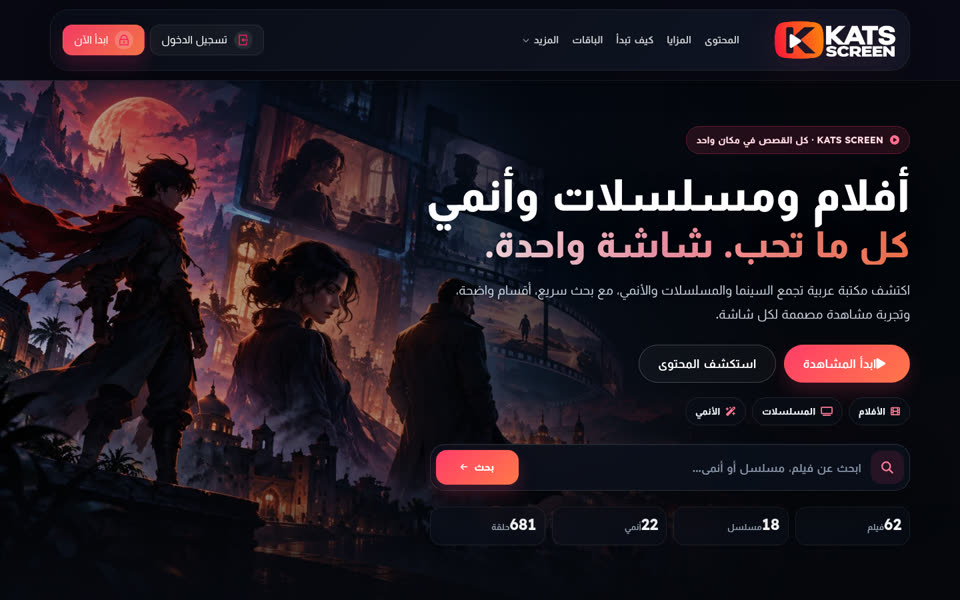 KATS
SCREEN
المحتوى
المزايا
كيف تبدأ
الباقات
المزيد
تسجيل الدخول
ابدأ الآن
KATS SCREEN · كل القصص في مكان واحد
أفلام ومسلسلات وأنمي
كل ما تحب. شاشة واحدة.
اكتشف مكتبة عربية تجمع السينما والمسلسلات والأنمي، مع بحث سريع، أقسام واضحة،
وتجربة مشاهدة مصممة لكل شاشة.
ابدأ المشاهدة
استكشف المحتوى
الأفلام
المسلسلات
الأنمي
ابحث عن فيلم، مسلسل أو أنمي...
بحث ←
62 فيلم
18 مسلسل
22 أنمي
681 حلقة